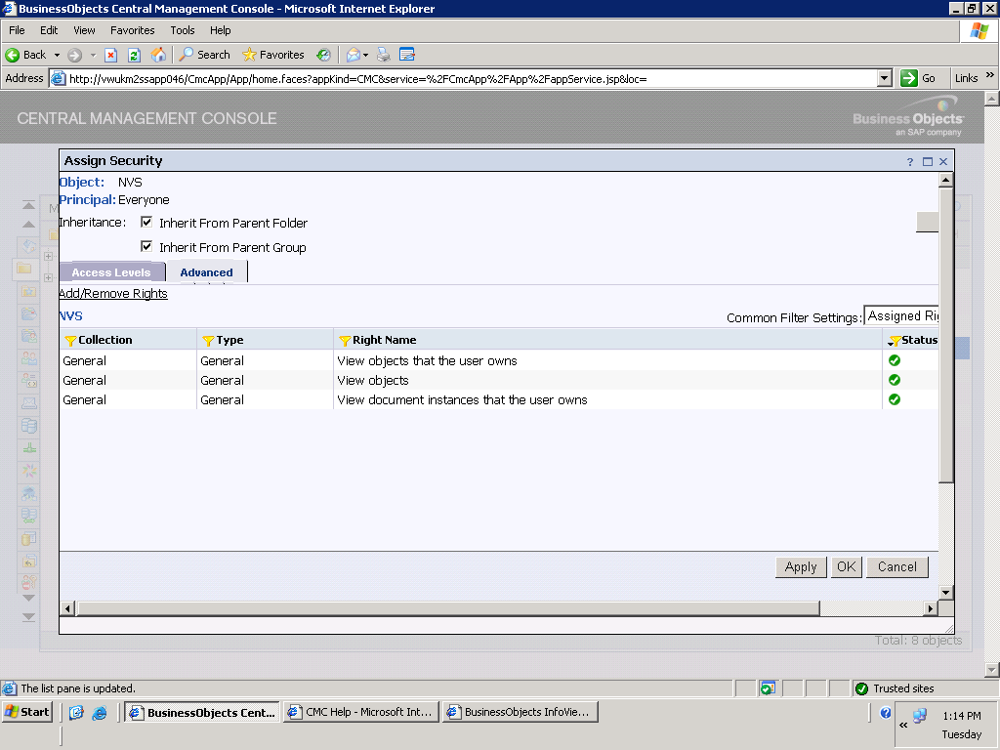 BusinessObjects Central Management Console - Microsoft Internet Explorer
File Edit View Favorites Tools Help
Back Search Favorites
Address http://vwukm2ssapp046/CmcApp/App/home.faces?appKind=CMC&service=%2FCmcApp%2FApp%2FappService.jsp&loc= Go Links »
CENTRAL MANAGEMENT CONSOLE
Business Objects
an SAP company
Assign Security ?
Object: NVS
Principal: Everyone
M
Inheritance: Inherit From Parent Folder
Inherit From Parent Group
Access Levels Advanced
Add/Remove Rights
NVS
Common Filter Settings: Assigned Rig
Collection Type Right Name Status
General General View objects that the user owns
General General View objects
General General View document instances that the user owns
Apply OK Cancel
Total: 8 objects
The list pane is updated. Trusted sites
Start BusinessObjects Cent... CMC Help - Microsoft Int... BusinessObjects InfoVie... « 1:14 PM
Tuesday